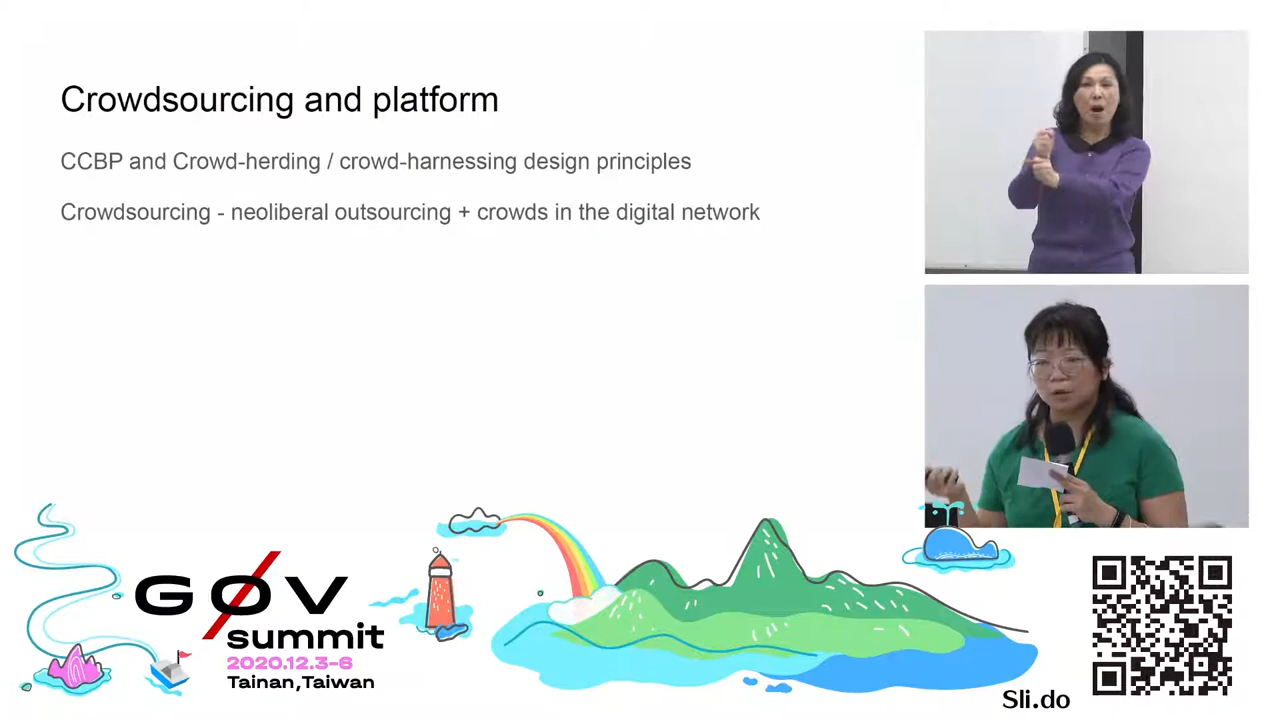 Crowdsourcing and platform
CCBP and Crowd-herding / crowd-harnessing design principles
Crowdsourcing - neoliberal outsourcing + crowds in the digital network
GØV
summit
2020.12.3-6
Tainan,Taiwan
Sli.do